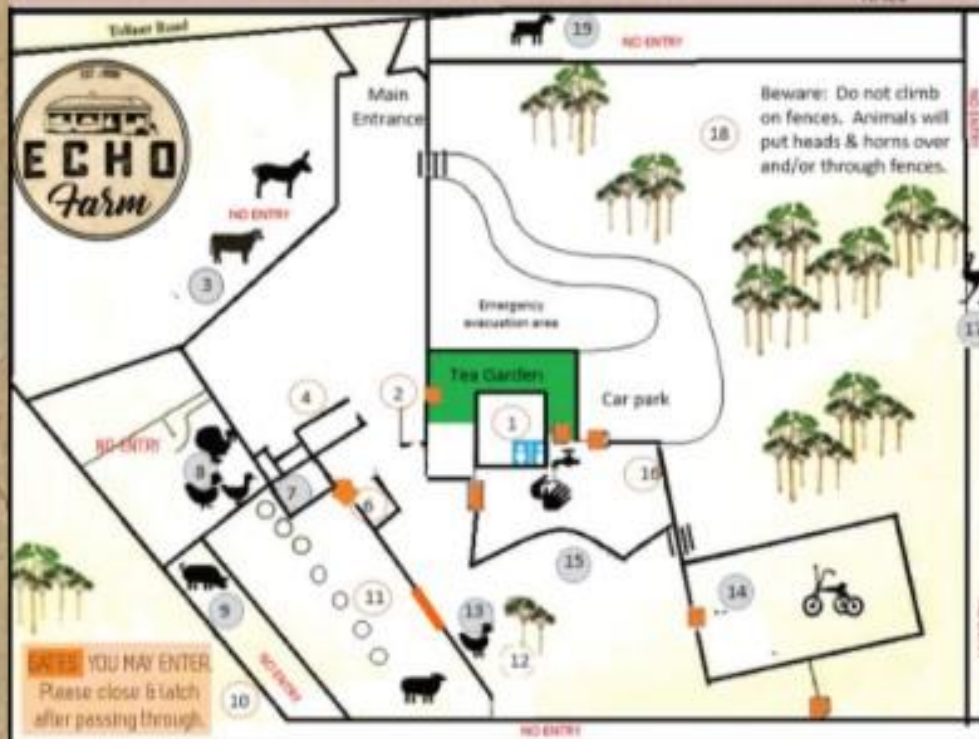 19
NO ENTRY
Main
Entrance
EST. 1986
ECHO
Farm
NO ENTRY
3
18
Beware: Do not climb
on fences. Animals will
put heads & horns over
and/or through fences.
Emergency
evacuation area
Tea Garden
Car park
1
2
4
NO ENTRY
8
7
6
16
15
14
9
11
13
12
10
NO ENTRY
GATES: YOU MAY ENTER.
Please close & latch
after passing through.
NO ENTRY